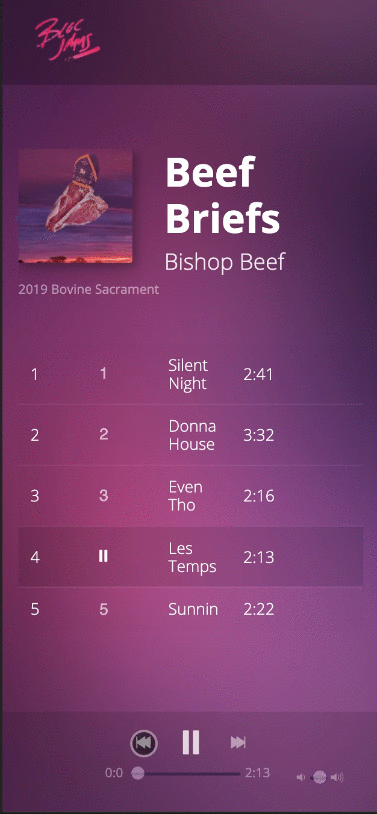 BLOC
JAMS
Beef
Briefs
Bishop Beef
2019 Bovine Sacrament
1 1 Silent Night 2:41
2 2 Donna House 3:32
3 3 Even Tho 2:16
4 Les Temps 2:13
5 5 Sunnin 2:22
0:0 2:13